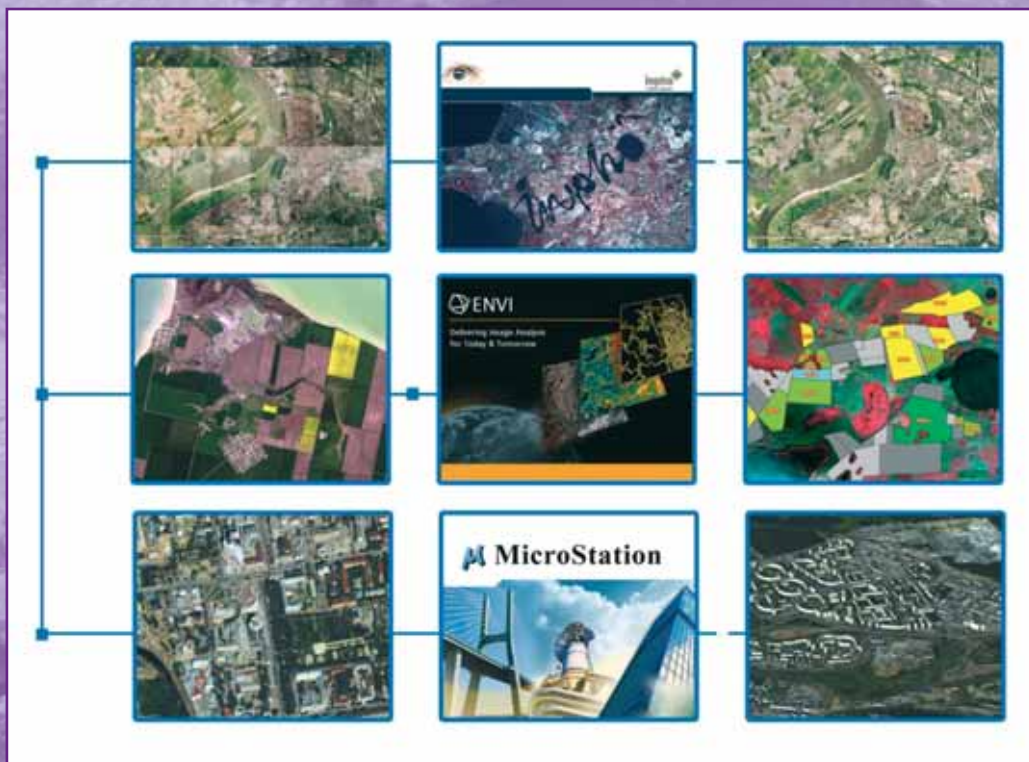 inpho
ENVI
Delivering Image Analysis
for Today & Tomorrow
MicroStation